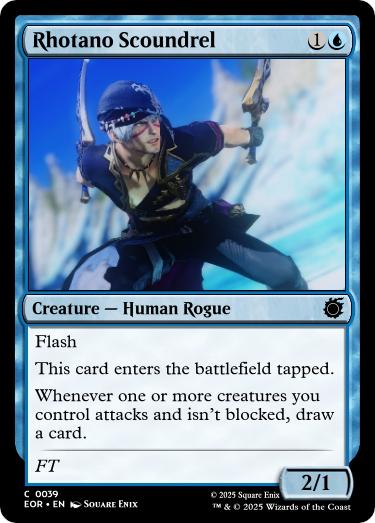 Rhotano Scoundrel 1
Creature — Human Rogue
Flash
This card enters the battlefield tapped.
Whenever one or more creatures you
control attacks and isn't blocked, draw
a card.
FT
2/1
C 0039
EOR • EN SQUARE ENIX
© 2025 Square Enix
™ & © 2025 Wizards of the Coast